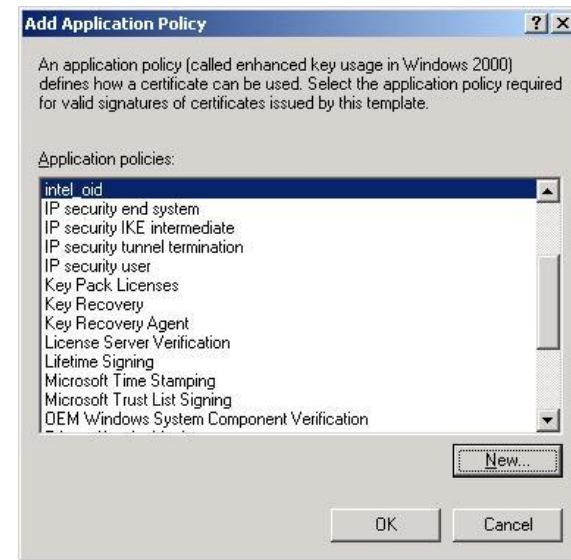 Add Application Policy
An application policy (called enhanced key usage in Windows 2000)
defines how a certificate can be used. Select the application policy required
for valid signatures of certificates issued by this template.
Application policies:
intel_oid
IP security end system
IP security IKE intermediate
IP security tunnel termination
IP security user
Key Pack Licenses
Key Recovery
Key Recovery Agent
License Server Verification
Lifetime Signing
Microsoft Time Stamping
Microsoft Trust List Signing
OEM Windows System Component Verification
New...
OK Cancel